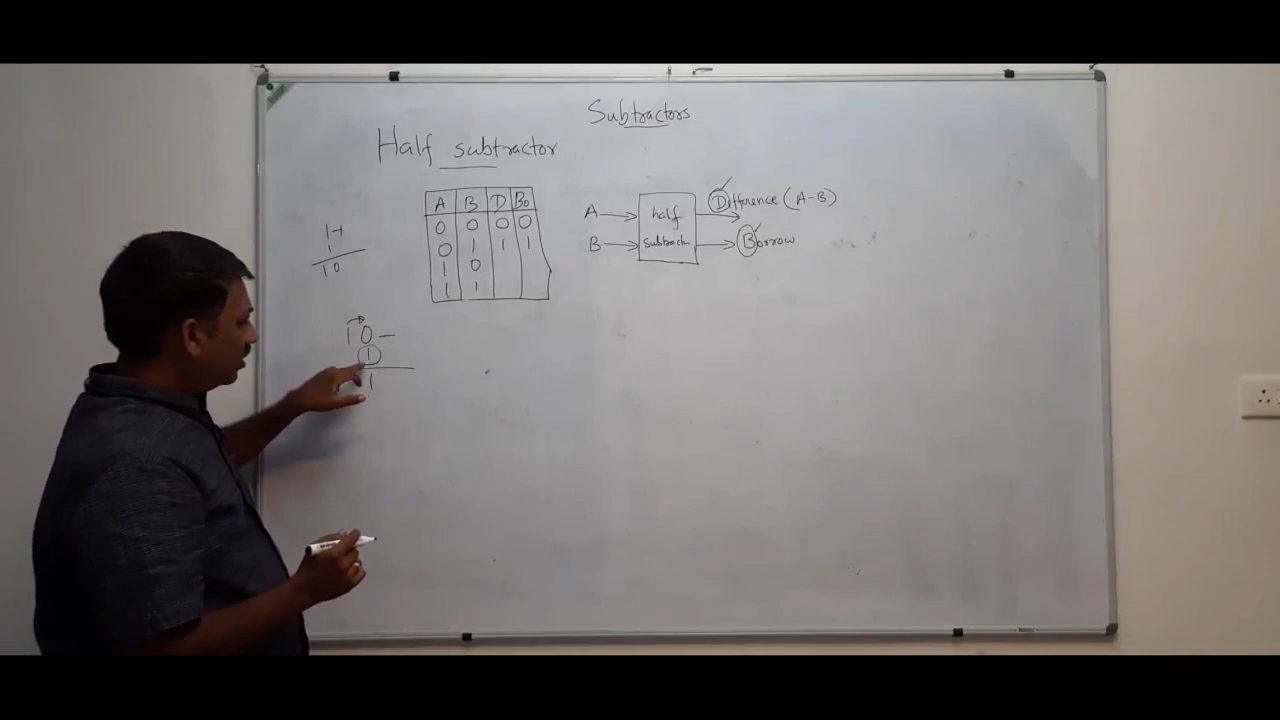 Subtractors
Half subtractor
A B D Bo
0 0 0 0
0 1 1 1
1 0
1 1
A
B
half
subtractor
Difference (A-B)
Borrow
1+
1
10
10 -
1
1